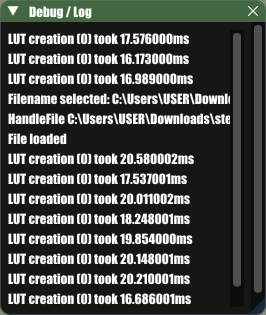 Debug / Log
LUT creation (0) took 17.576000ms
LUT creation (0) took 16.173000ms
LUT creation (0) took 16.989000ms
Filename selected: C:\Users\USER\Downl
HandleFile C:\Users\USER\Downloads\ste
File loaded
LUT creation (0) took 20.580002ms
LUT creation (0) took 17.537001ms
LUT creation (0) took 20.011002ms
LUT creation (0) took 18.248001ms
LUT creation (0) took 19.854000ms
LUT creation (0) took 20.148001ms
LUT creation (0) took 20.210001ms
LUT creation (0) took 16.686001ms